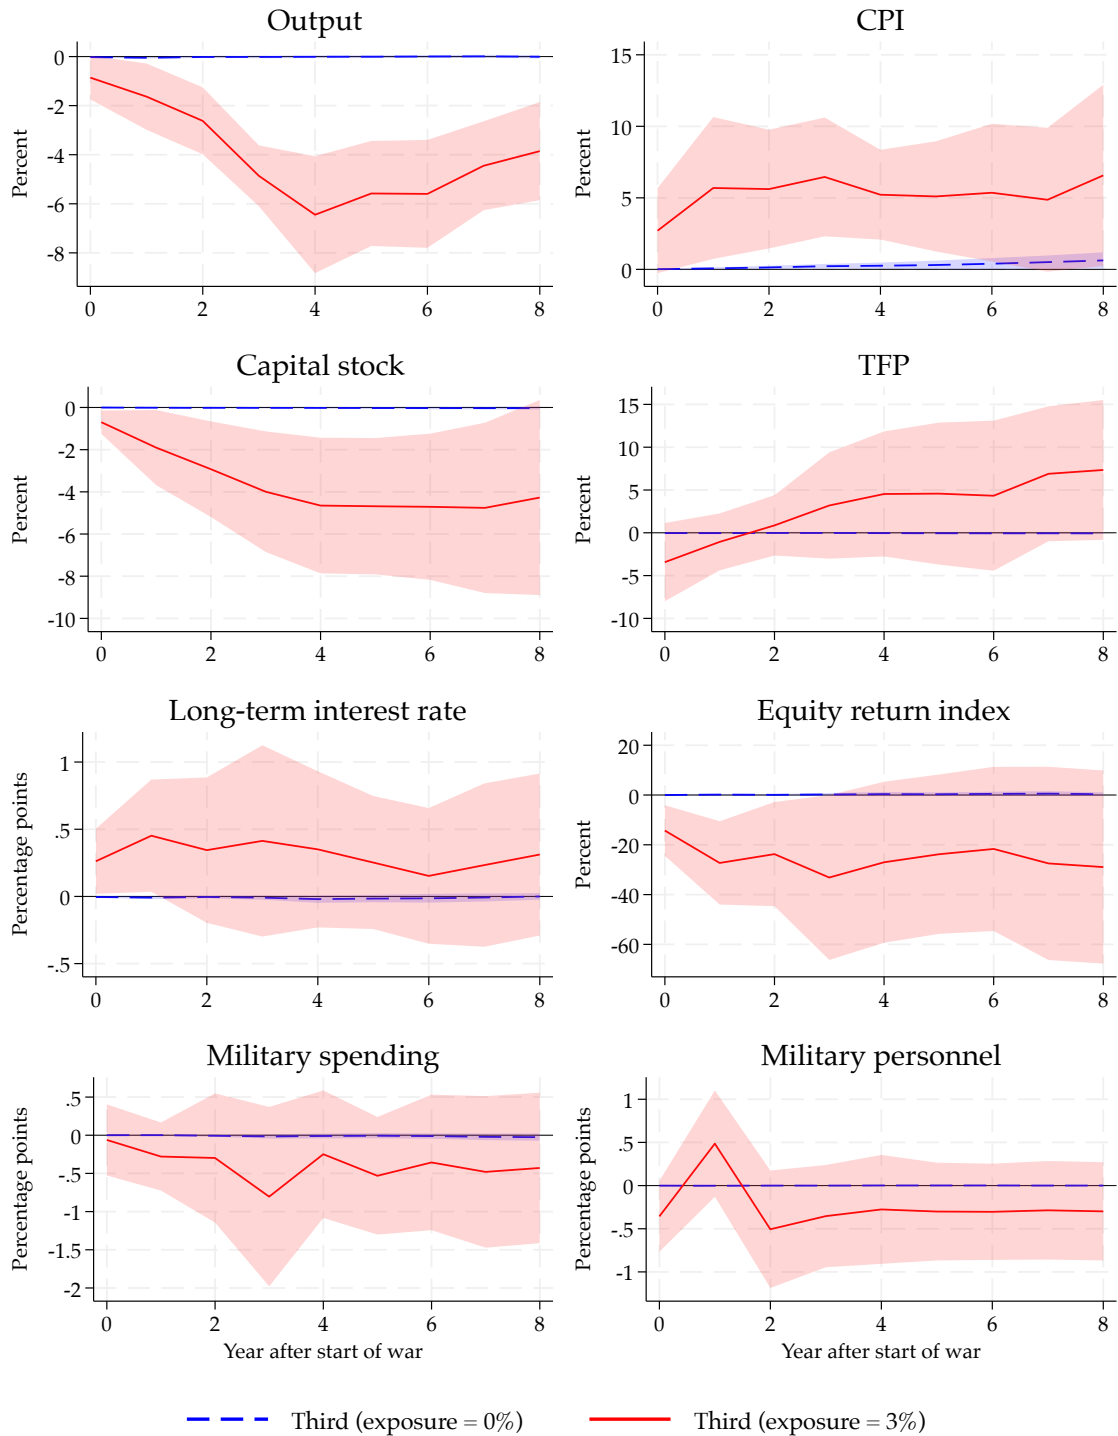 Output
CPI
Percent
0
-2
-4
-6
-8
0 2 4 6 8
Percent
15
10
5
0
0 2 4 6 8
Capital stock
TFP
Percent
0
-2
-4
-6
-8
-10
0 2 4 6 8
Percent
15
10
5
0
-5
-10
0 2 4 6 8
Long-term interest rate
Equity return index
Percentage points
1
.5
0
-.5
0 2 4 6 8
Percent
20
0
-20
-40
-60
0 2 4 6 8
Military spending
Military personnel
Percentage points
.5
0
-.5
-1
-1.5
-2
0 2 4 6 8
Year after start of war
Percentage points
1
.5
0
-.5
-1
0 2 4 6 8
Year after start of war
Third (exposure = 0%)
Third (exposure = 3%)